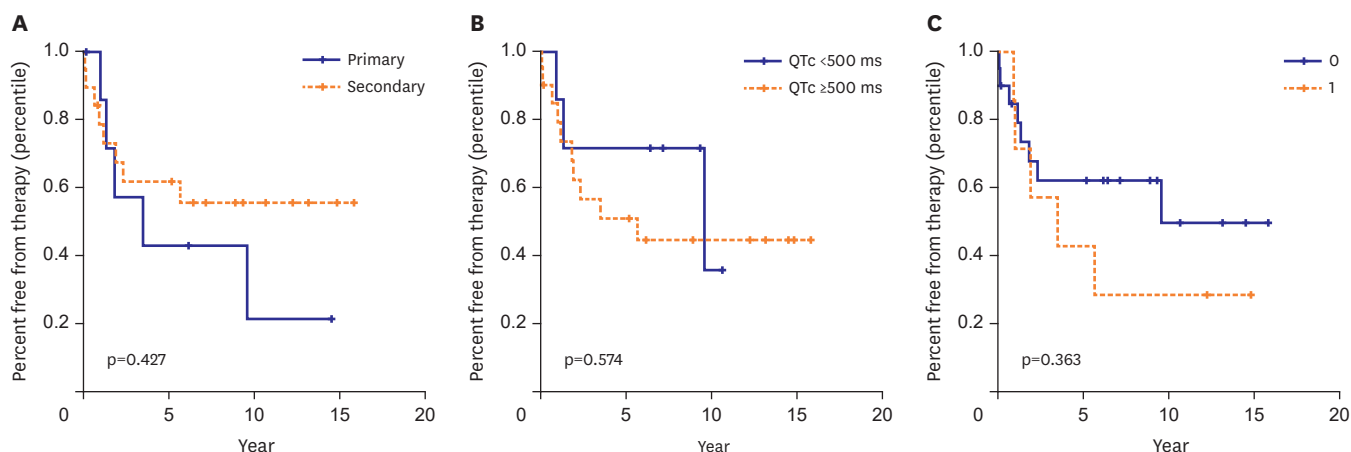 A
Percent free from therapy (percentile)
1.0
0.8
0.6
0.4
0.2
0
5
10
15
20
Year
Primary
Secondary
p=0.427
B
Percent free from therapy (percentile)
1.0
0.8
0.6
0.4
0.2
0
5
10
15
20
Year
QTc <500 ms
QTc ≥500 ms
p=0.574
C
Percent free from therapy (percentile)
1.0
0.8
0.6
0.4
0.2
0
5
10
15
20
Year
0
1
p=0.363